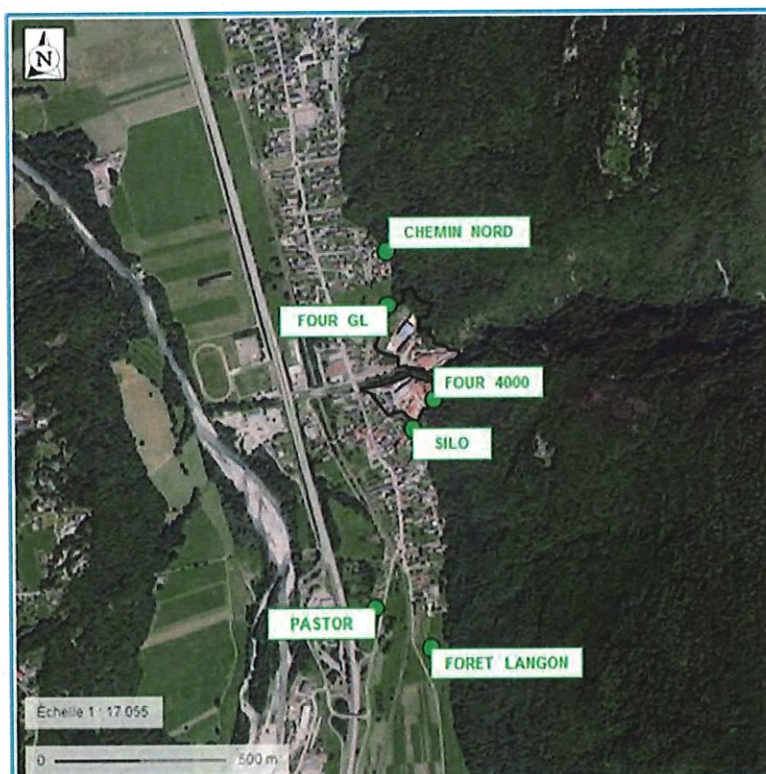 N
CHEMIN NORD
FOUR GL
FOUR 4000
SILO
PASTOR
FORET LANGON
Échelle 1 : 17 055
0 500 m